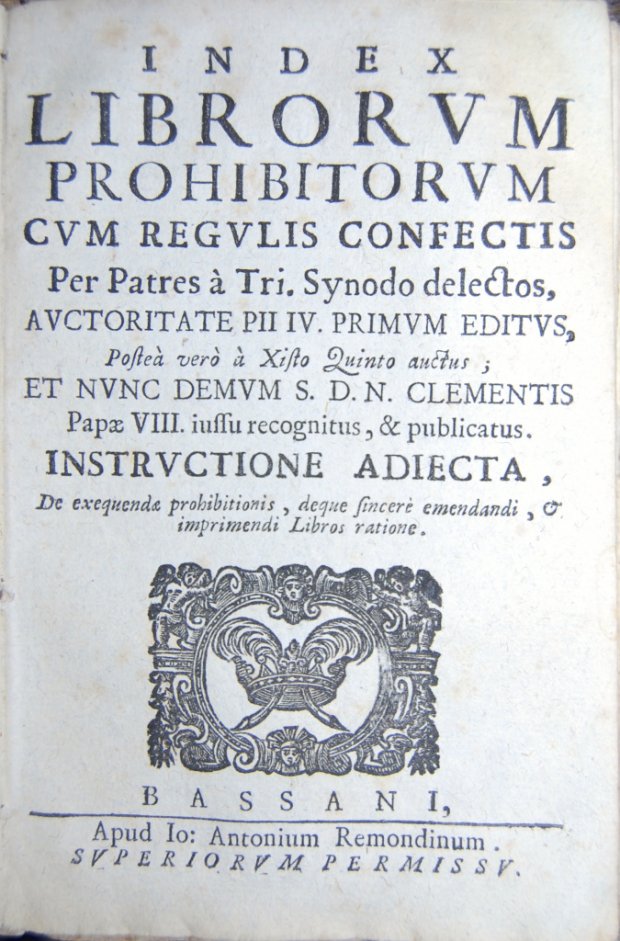 INDEX
LIBRORVM
PROHIBITORVM
CVM REGVLIS CONFECTIS
Per Patres à Tri. Synodo delectos,
AVCTORITATE PII IV. PRIMVM EDITVS,
Poſteà verò à Xiſto Quinto auctus ;
ET NVNC DEMVM S. D. N. CLEMENTIS
Papæ VIII. iuſſu recognitus, & publicatus.
INSTRVCTIONE ADIECTA,
De exequendæ prohibitionis, deque ſincerè emendandi, &
imprimendi Libros ratione.
BASSANI,
Apud Io: Antonium Remondinum.
SVPERIORVM PERMISSV.